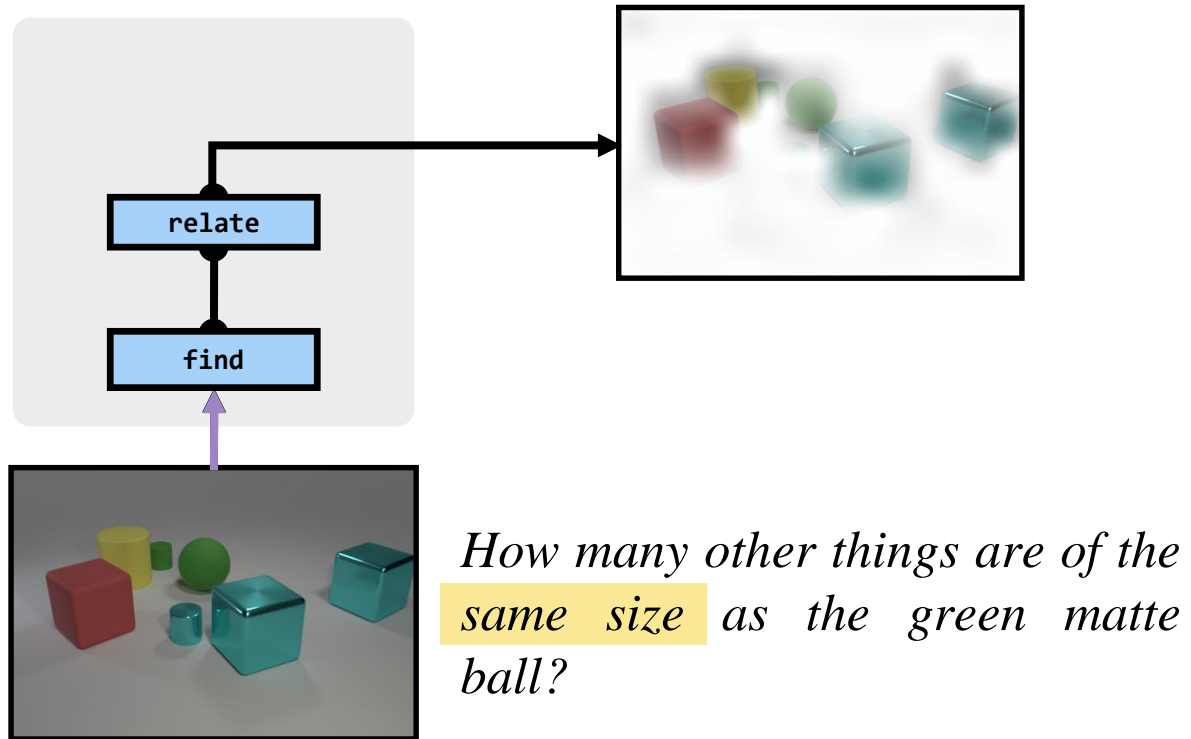 relate
find
How many other things are of the
same size as the green matte
ball?